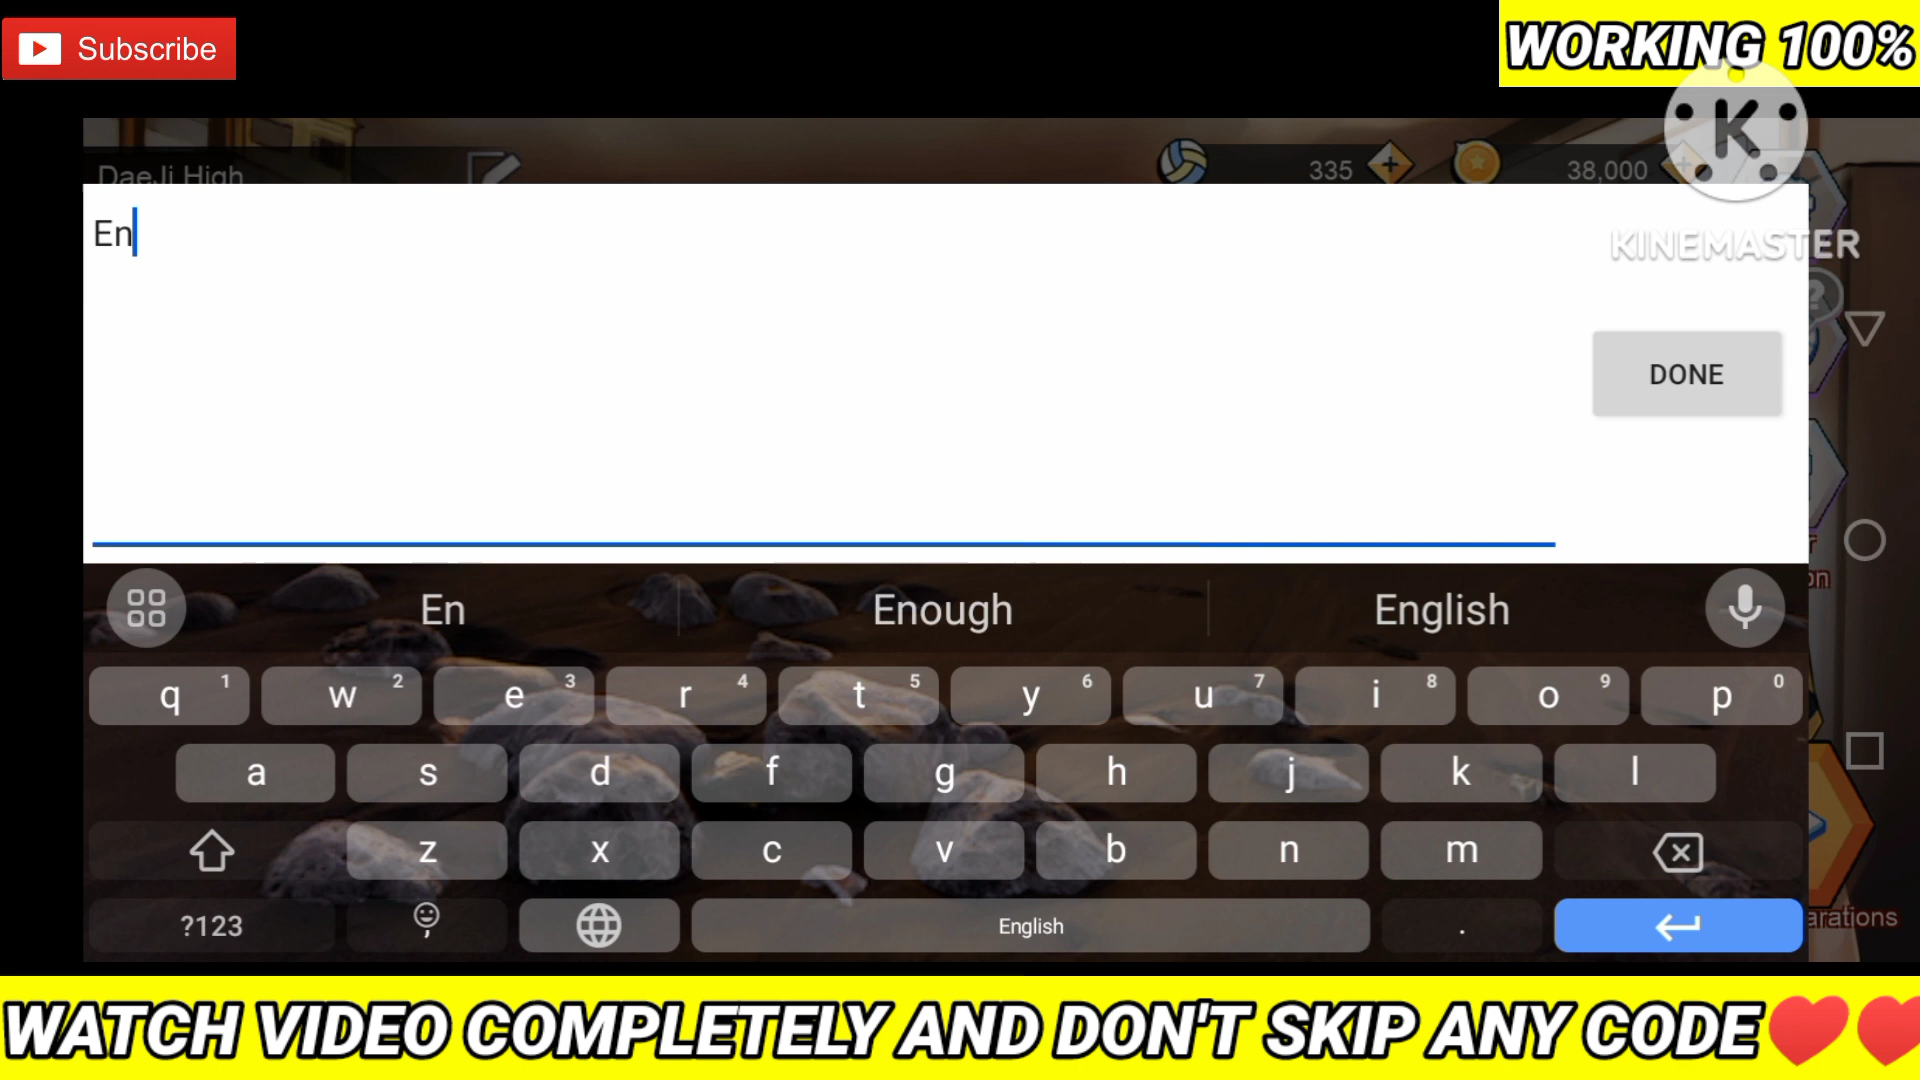 Subscribe
WORKING 100%
K
KINEMASTER
DaeJi High
335
38,000
En
?
DONE
En
Enough
English
q 1 w 2 e 3 r 4 t 5 y 6 u 7 i 8 o 9 p 0
a s d f g h j k l
z x c v b n m
?123 , English .
arations
WATCH VIDEO COMPLETELY AND DON'T SKIP ANY CODE